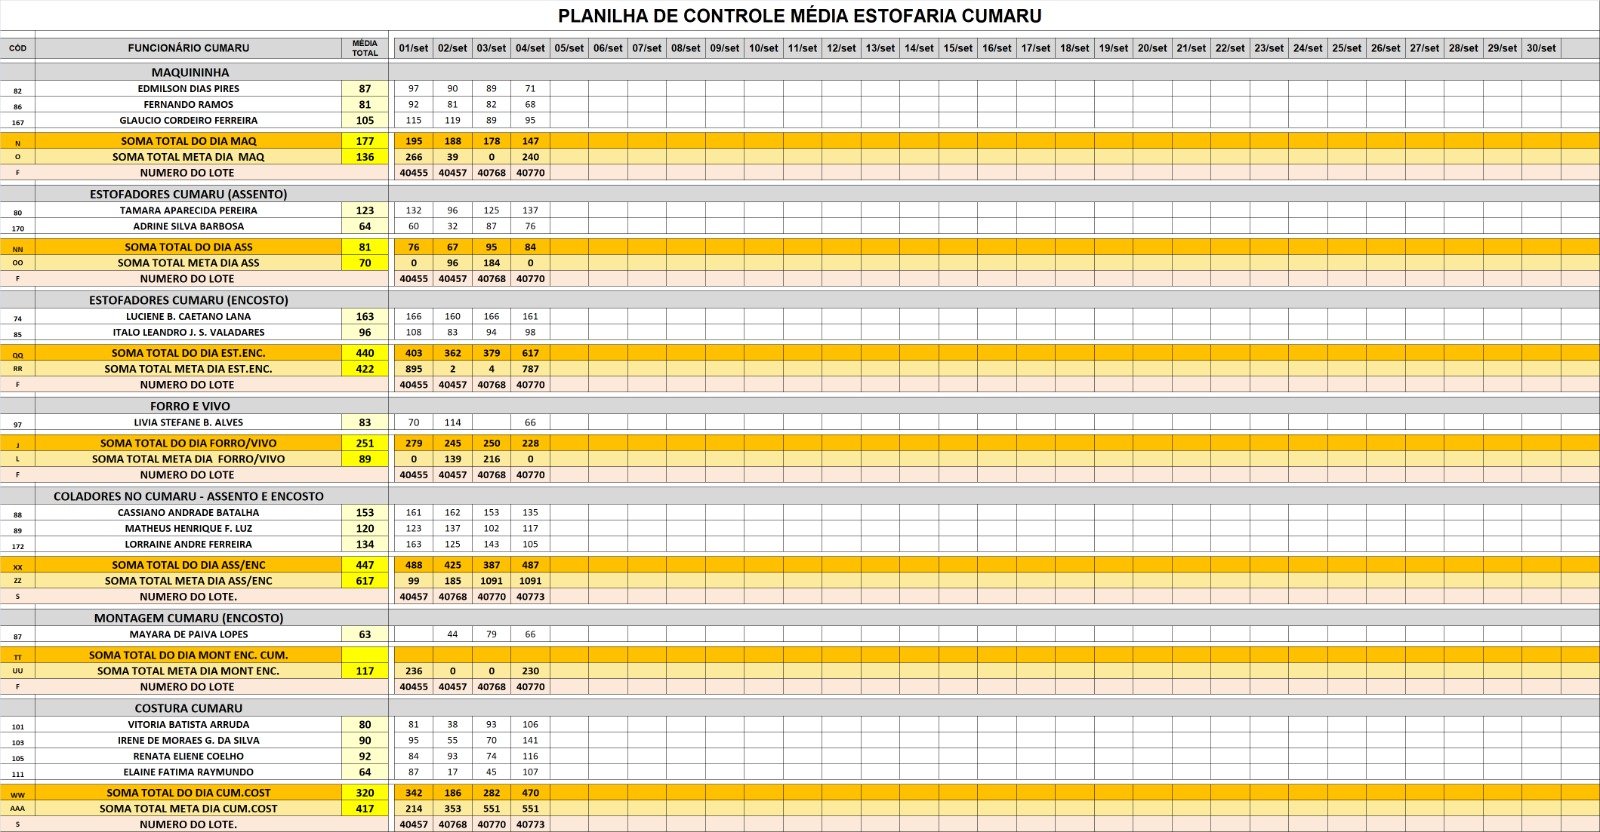 PLANILHA DE CONTROLE MÉDIA ESTOFARIA CUMARU
CÓD FUNCIONÁRIO CUMARU MÉDIA TOTAL 01/set 02/set 03/set 04/set 05/set 06/set 07/set 08/set 09/set 10/set 11/set 12/set 13/set 14/set 15/set 16/set 17/set 18/set 19/set 20/set 21/set 22/set 23/set 24/set 25/set 26/set 27/set 28/set 29/set 30/set
MAQUININHA
82 EDMILSON DIAS PIRES 87 97 90 89 71
86 FERNANDO RAMOS 81 92 81 82 68
167 GLAUCIO CORDEIRO FERREIRA 105 115 119 89 95
N SOMA TOTAL DO DIA MAQ 177 195 188 178 147
O SOMA TOTAL META DIA MAQ 136 266 39 0 240
F NUMERO DO LOTE 40455 40457 40768 40770
ESTOFADORES CUMARU (ASSENTO)
80 TAMARA APARECIDA PEREIRA 123 132 96 125 137
170 ADRINE SILVA BARBOSA 64 60 32 87 76
NN SOMA TOTAL DO DIA ASS 81 76 67 95 84
OO SOMA TOTAL META DIA ASS 70 0 96 184 0
F NUMERO DO LOTE 40455 40457 40768 40770
ESTOFADORES CUMARU (ENCOSTO)
74 LUCIENE B. CAETANO LANA 163 166 160 166 161
85 ITALO LEANDRO J. S. VALADARES 96 108 83 94 98
QQ SOMA TOTAL DO DIA EST.ENC. 440 403 362 379 617
RR SOMA TOTAL META DIA EST.ENC. 422 895 2 4 787
F NUMERO DO LOTE 40455 40457 40768 40770
FORRO E VIVO
97 LIVIA STEFANE B. ALVES 83 70 114 66
J SOMA TOTAL DO DIA FORRO/VIVO 251 279 245 250 228
L SOMA TOTAL META DIA FORRO/VIVO 89 0 139 216 0
F NUMERO DO LOTE 40455 40457 40768 40770
COLADORES NO CUMARU - ASSENTO E ENCOSTO
88 CASSIANO ANDRADE BATALHA 153 161 162 153 135
89 MATHEUS HENRIQUE F. LUZ 120 123 137 102 117
172 LORRAINE ANDRE FERREIRA 134 163 125 143 105
XX SOMA TOTAL DO DIA ASS/ENC 447 488 425 387 487
ZZ SOMA TOTAL META DIA ASS/ENC 617 99 185 1091 1091
S NUMERO DO LOTE. 40457 40768 40770 40773
MONTAGEM CUMARU (ENCOSTO)
87 MAYARA DE PAIVA LOPES 63 44 79 66
TT SOMA TOTAL DO DIA MONT ENC. CUM.
UU SOMA TOTAL META DIA MONT ENC. 117 236 0 0 230
F NUMERO DO LOTE 40455 40457 40768 40770
COSTURA CUMARU
101 VITORIA BATISTA ARRUDA 80 81 38 93 106
103 IRENE DE MORAES G. DA SILVA 90 95 55 70 141
105 RENATA ELIENE COELHO 92 84 93 74 116
111 ELAINE FATIMA RAYMUNDO 64 87 17 45 107
WW SOMA TOTAL DO DIA CUM.COST 320 342 186 282 470
AAA SOMA TOTAL META DIA CUM.COST 417 214 353 551 551
S NUMERO DO LOTE. 40457 40768 40770 40773